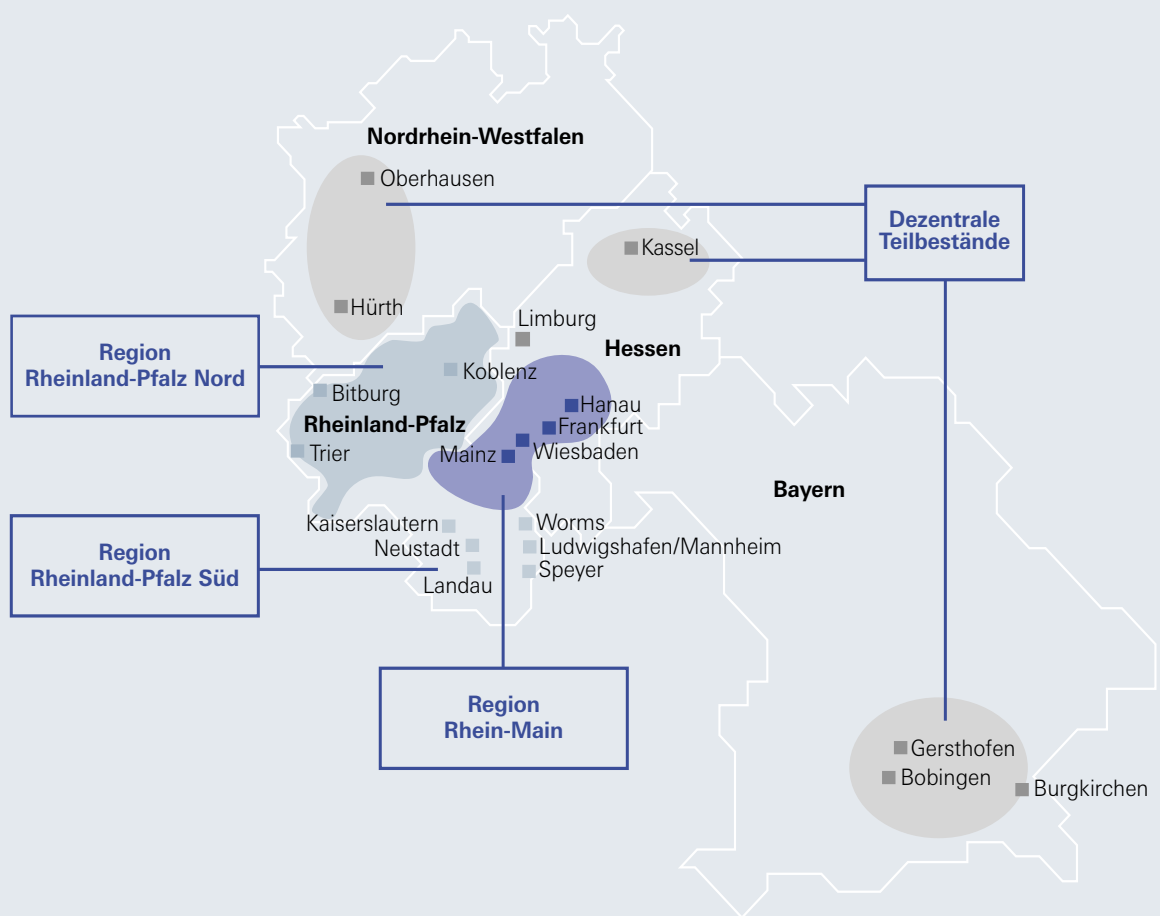 Nordrhein-Westfalen
Oberhausen
Dezentrale
Teilbestände
Kassel
Hürth
Limburg
Hessen
Region
Rheinland-Pfalz Nord
Koblenz
Bitburg
Hanau
Rheinland-Pfalz
Frankfurt
Trier
Mainz
Wiesbaden
Bayern
Kaiserslautern
Worms
Neustadt
Ludwigshafen/Mannheim
Region
Rheinland-Pfalz Süd
Speyer
Landau
Region
Rhein-Main
Gersthofen
Bobingen
Burgkirchen